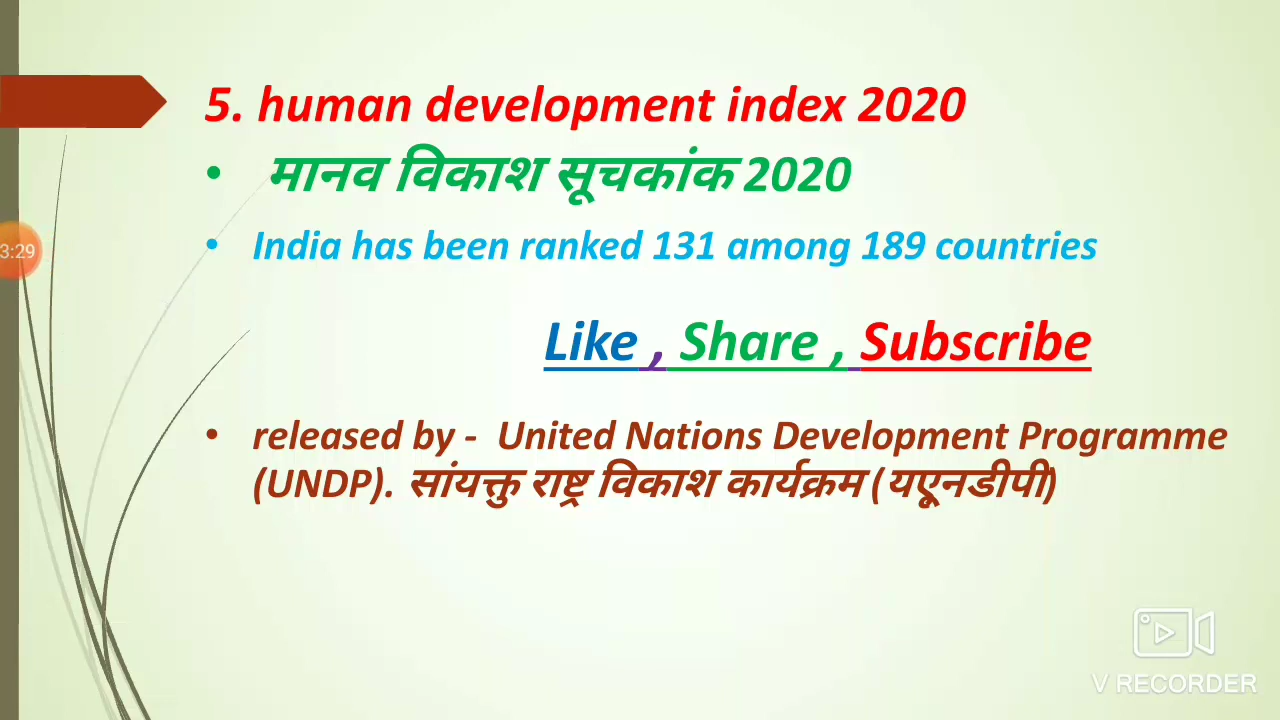 5. human development index 2020
• मानव विकाश सूचकांक 2020
3:29
• India has been ranked 131 among 189 countries
Like , Share , Subscribe
• released by - United Nations Development Programme
(UNDP). सांयक्तु राष्ट्र विकाश कार्यक्रम (यएूनडीपी)
V RECORDER